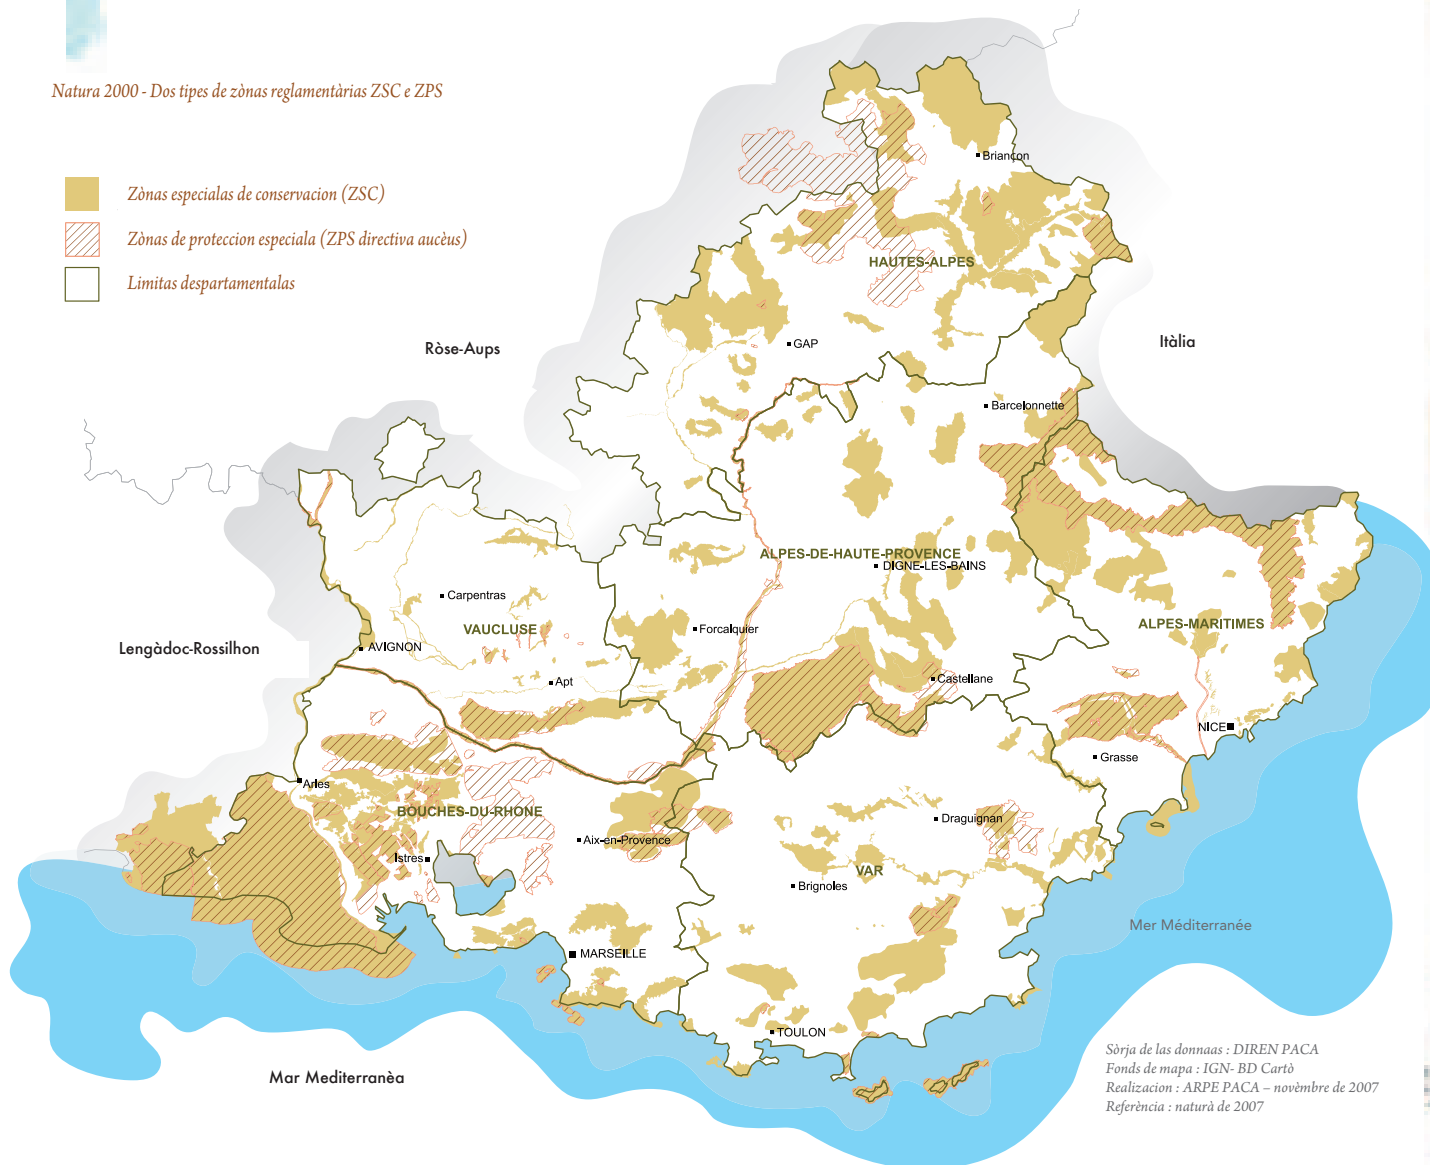 Natura 2000 - Dos tipes de zònas reglamentàrias ZSC e ZPS
Zònas especialas de conservacion (ZSC)
Zònas de proteccion especiala (ZPS directiva aucèus)
Limitas despartamentalas
Briançon
HAUTES-ALPES
Ròse-Aups
GAP
Itàlia
Barcelonnette
ALPES-DE-HAUTE-PROVENCE
DIGNE-LES-BAINS
Carpentras
VAUCLUSE
Forcalquier
ALPES-MARITIMES
Lengàdoc-Rossilhon
AVIGNON
Apt
Castellane
NICE
Grasse
Arles
BOUCHES-DU-RHONE
Aix-en-Provence
Draguignan
Istres
VAR
Brignoles
Mer Méditerranée
MARSEILLE
TOULON
Mar Mediterranèa
Sòrja de las donnaas : DIREN PACA
Fonds de mapa : IGN- BD Cartò
Realizacion : ARPE PACA – novèmbre de 2007
Referència : naturà de 2007